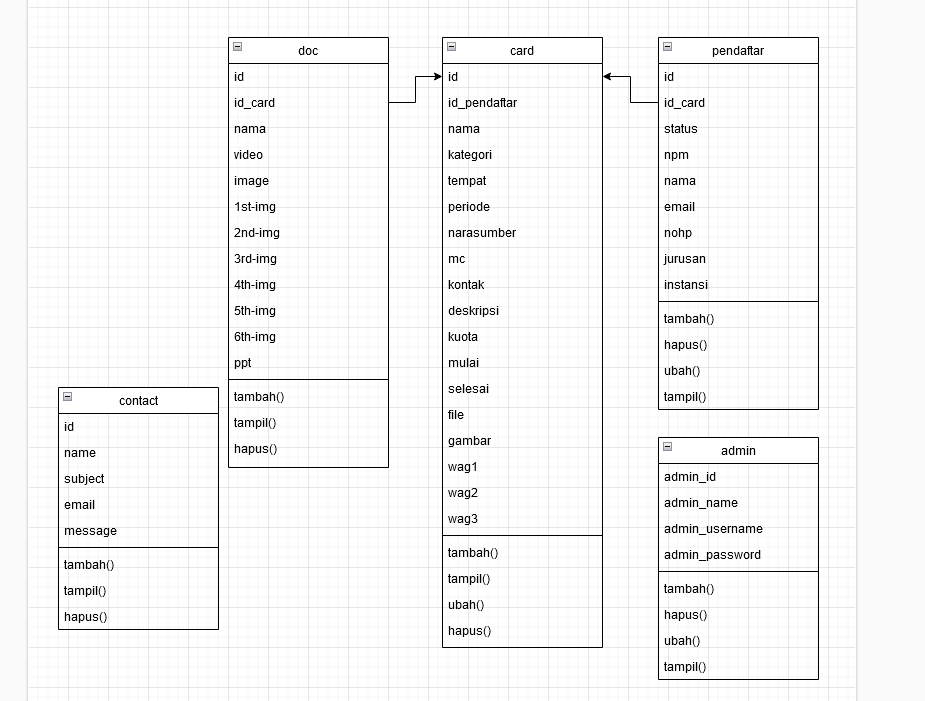 doc
id
id_card
nama
video
image
1st-img
2nd-img
3rd-img
4th-img
5th-img
6th-img
ppt
tambah()
tampil()
hapus()
card
id
id_pendaftar
nama
kategori
tempat
periode
narasumber
mc
kontak
deskripsi
kuota
mulai
selesai
file
gambar
wag1
wag2
wag3
tambah()
tampil()
ubah()
hapus()
pendaftar
id
id_card
status
npm
nama
email
nohp
jurusan
instansi
tambah()
hapus()
ubah()
tampil()
contact
id
name
subject
email
message
tambah()
tampil()
hapus()
admin
admin_id
admin_name
admin_username
admin_password
tambah()
hapus()
ubah()
tampil()